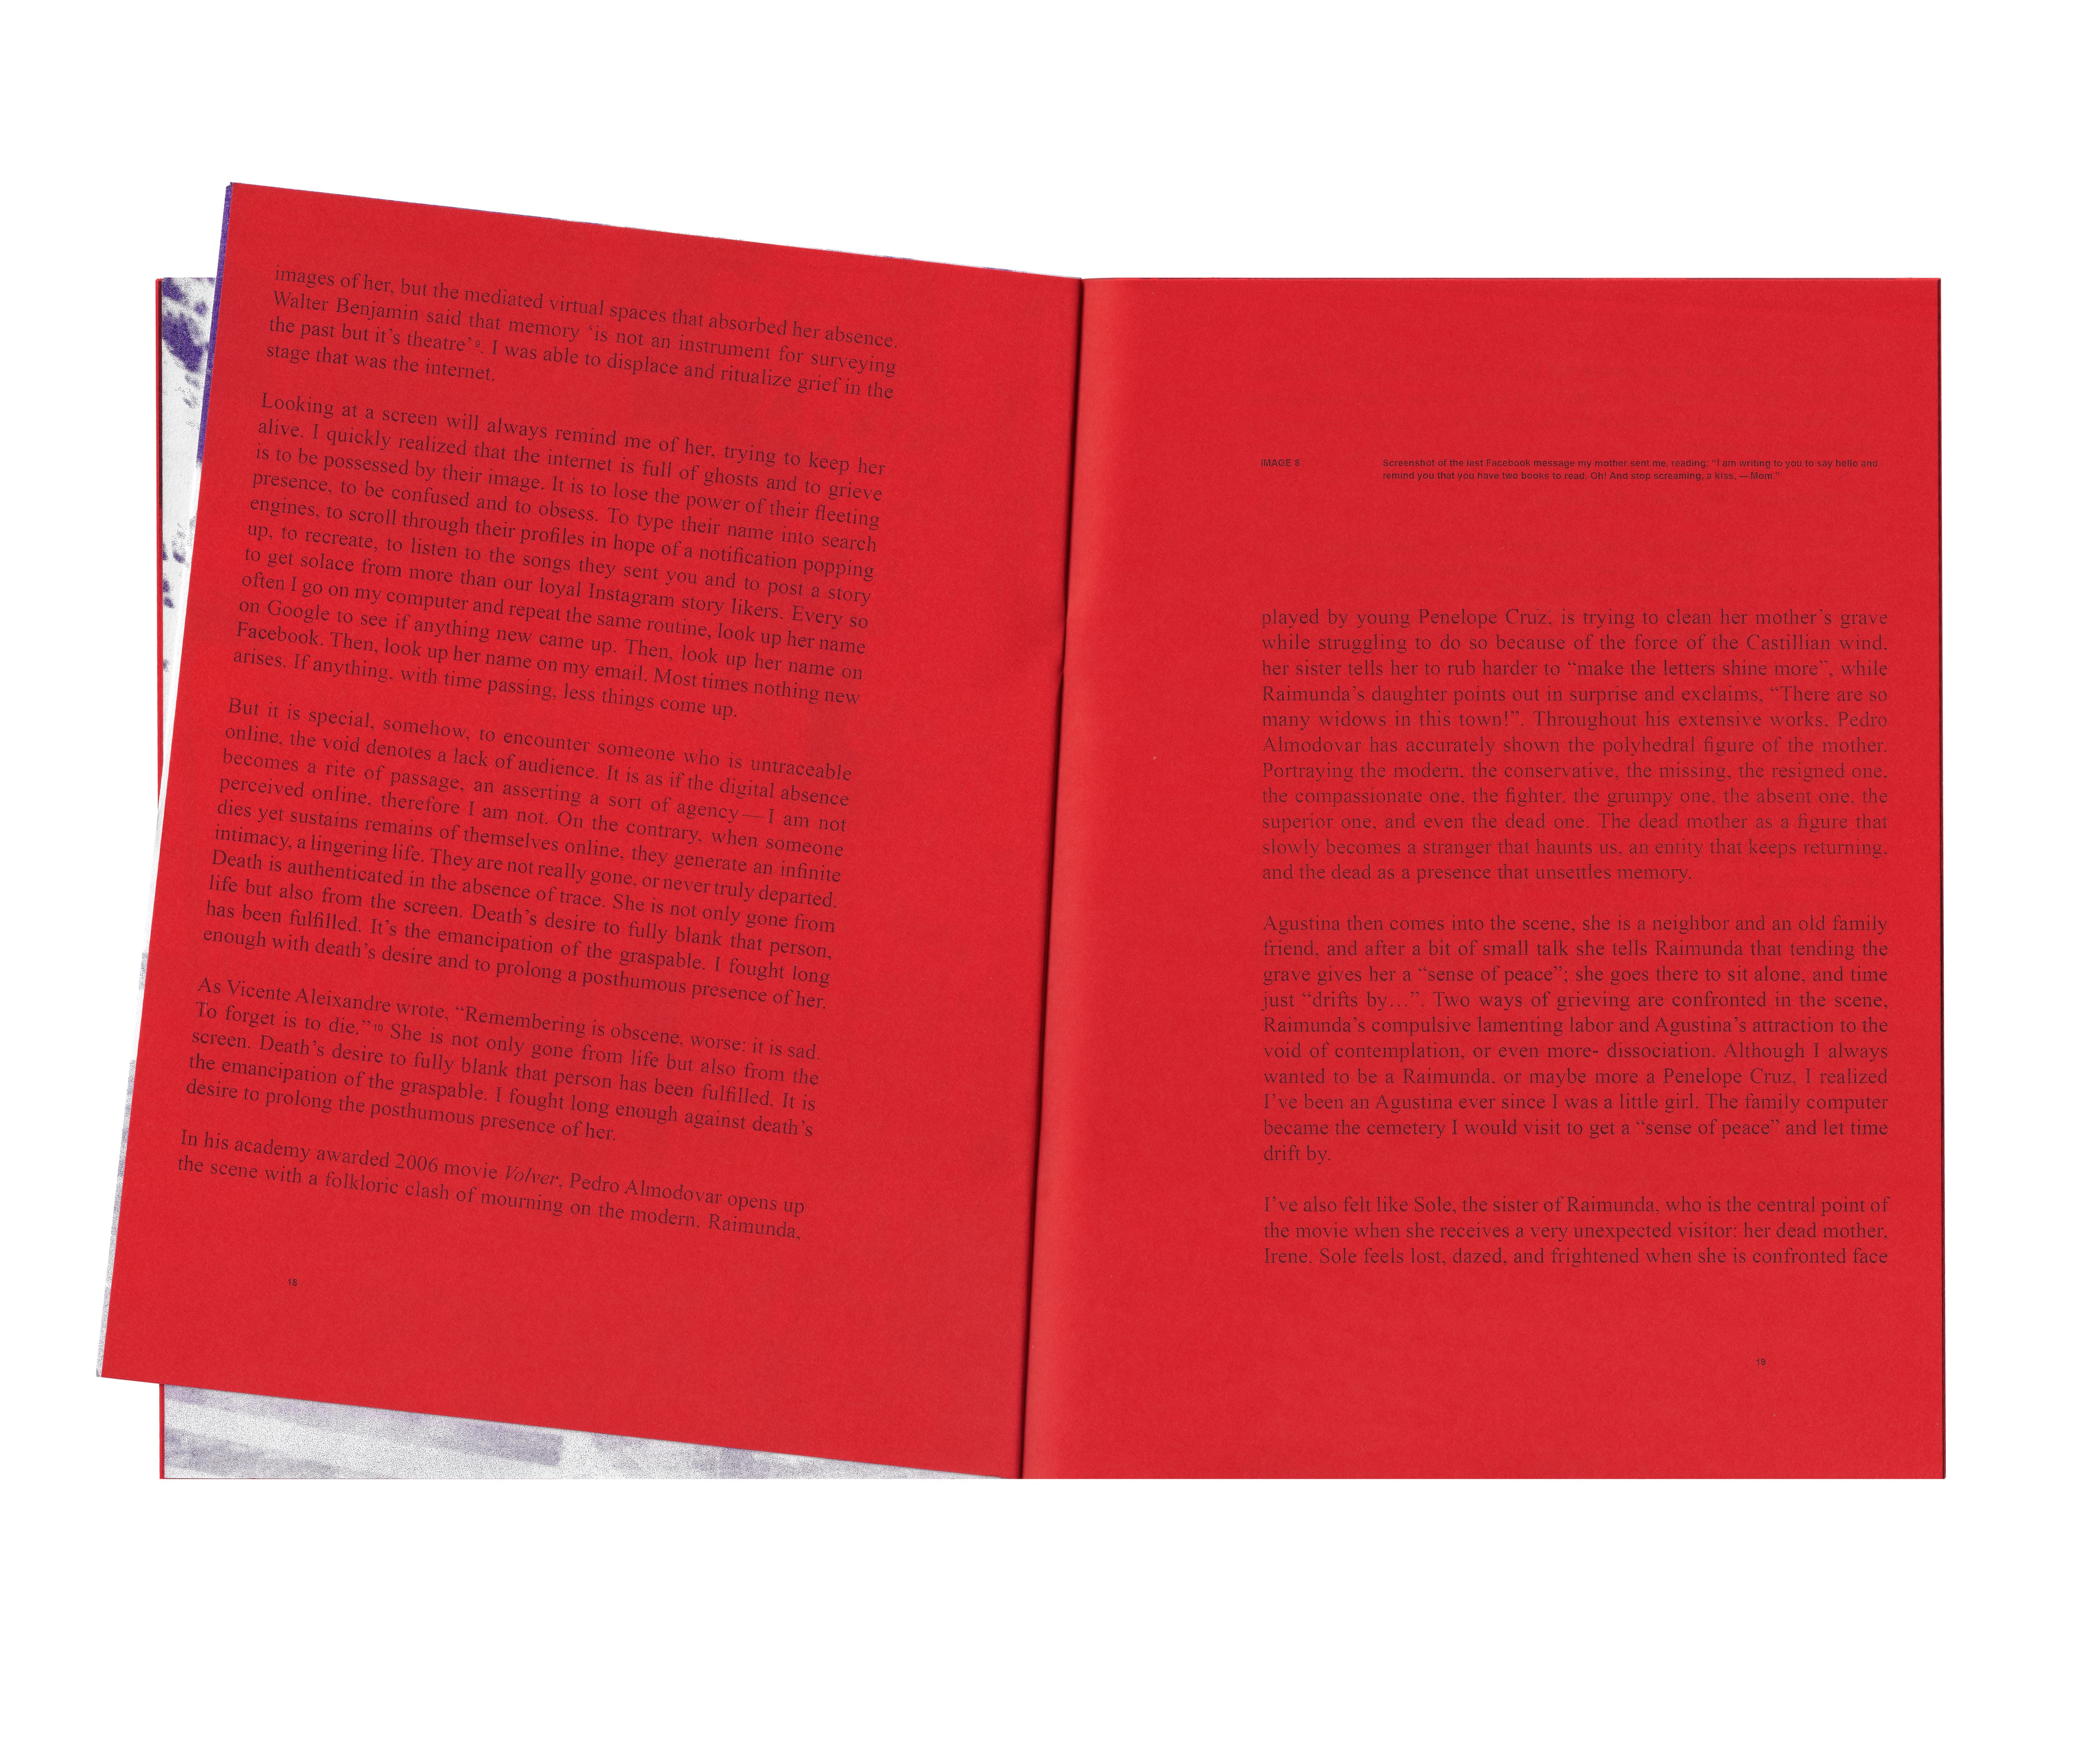 images of her, but the mediated virtual spaces that absorbed her absence.
Walter Benjamin said that memory ‘is not an instrument for surveying
the past but it’s theatre’⁹. I was able to displace and ritualize grief in the
stage that was the internet.
Looking at a screen will always remind me of her, trying to keep her
alive. I quickly realized that the internet is full of ghosts and to grieve
is to be possessed by their image. It is to lose the power of their fleeting
presence, to be confused and to obsess. To type their name into search
engines, to scroll through their profiles in hope of a notification popping
up, to recreate, to listen to the songs they sent you and to post a story
to get solace from more than our loyal Instagram story likers. Every so
often I go on my computer and repeat the same routine, look up her name
on Google to see if anything new came up. Then, look up her name on
Facebook. Then, look up her name on my email. Most times nothing new
arises. If anything, with time passing, less things come up.
But it is special, somehow, to encounter someone who is untraceable
online, the void denotes a lack of audience. It is as if the digital absence
becomes a rite of passage, an asserting a sort of agency — I am not
perceived online, therefore I am not. On the contrary, when someone
dies yet sustains remains of themselves online, they generate an infinite
intimacy, a lingering life. They are not really gone, or never truly departed.
Death is authenticated in the absence of trace. She is not only gone from
life but also from the screen. Death’s desire to fully blank that person,
has been fulfilled. It’s the emancipation of the graspable. I fought long
enough with death’s desire and to prolong a posthumous presence of her.
As Vicente Aleixandre wrote, “Remembering is obscene, worse: it is sad.
To forget is to die.”¹⁰ She is not only gone from life but also from the
screen. Death’s desire to fully blank that person has been fulfilled. It is
the emancipation of the graspable. I fought long enough against death’s
desire to prolong the posthumous presence of her.
In his academy awarded 2006 movie Volver, Pedro Almodovar opens up
the scene with a folkloric clash of mourning on the modern. Raimunda,
18
IMAGE 8 Screenshot of the last Facebook message my mother sent me, reading: “I am writing to you to say hello and
remind you that you have two books to read. Oh! And stop screaming, a kiss, — Mom.”
played by young Penelope Cruz, is trying to clean her mother’s grave
while struggling to do so because of the force of the Castillian wind,
her sister tells her to rub harder to “make the letters shine more”, while
Raimunda’s daughter points out in surprise and exclaims, “There are so
many widows in this town!”. Throughout his extensive works, Pedro
Almodovar has accurately shown the polyhedral figure of the mother.
Portraying the modern, the conservative, the missing, the resigned one,
the compassionate one, the fighter, the grumpy one, the absent one, the
superior one, and even the dead one. The dead mother as a figure that
slowly becomes a stranger that haunts us, an entity that keeps returning,
and the dead as a presence that unsettles memory.
Agustina then comes into the scene, she is a neighbor and an old family
friend, and after a bit of small talk she tells Raimunda that tending the
grave gives her a “sense of peace”; she goes there to sit alone, and time
just “drifts by…”. Two ways of grieving are confronted in the scene,
Raimunda’s compulsive lamenting labor and Agustina’s attraction to the
void of contemplation, or even more- dissociation. Although I always
wanted to be a Raimunda, or maybe more a Penelope Cruz, I realized
I’ve been an Agustina ever since I was a little girl. The family computer
became the cemetery I would visit to get a “sense of peace” and let time
drift by.
I’ve also felt like Sole, the sister of Raimunda, who is the central point of
the movie when she receives a very unexpected visitor: her dead mother,
Irene. Sole feels lost, dazed, and frightened when she is confronted face
19